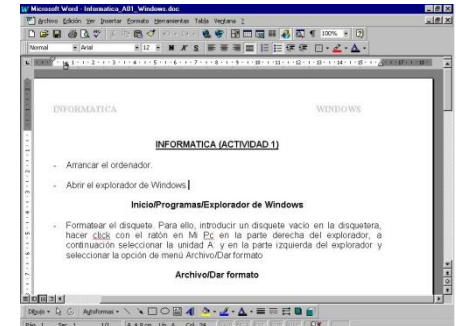 Microsoft Word - Informatica_A01_Windows.doc
Archivo Edición Ver Insertar Formato Herramientas Tabla Ventana ?
100%
Normal Arial 12 N K S
INFORMATICA WINDOWS
INFORMATICA (ACTIVIDAD 1)
- Arrancar el ordenador.
- Abrir el explorador de Windows
Inicio/Programas/Explorador de Windows
- Formatear el disquete. Para ello, introducir un disquete vacío en la disquetera,
hacer click con el ratón en Mi Pc en la parte derecha del explorador, a
continuación seleccionar la unidad A: y en la parte izquierda del explorador y
seleccionar la opción de menú Archivo/Dar formato
Archivo/Dar formato
Dibujo Autoformas
Pág. 1 Sec. 1